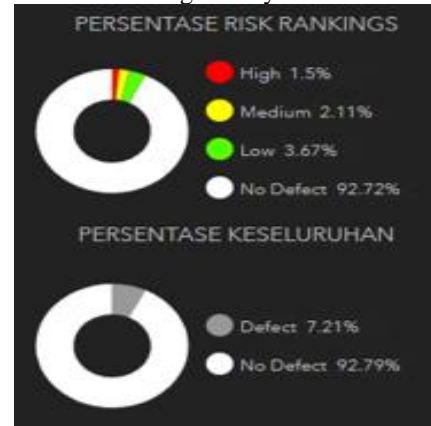 PERSENTASE RISK RANKINGS
High 1.5%
Medium 2.11%
Low 3.67%
No Defect 92.72%
PERSENTASE KESELURUHAN
Defect 7.21%
No Defect 92.79%